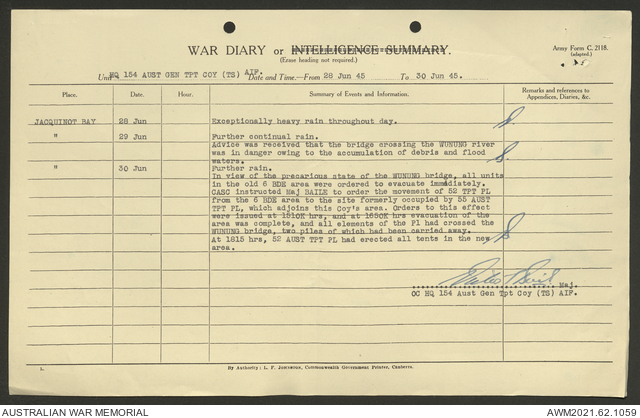 WAR DIARY or INTELLIGENCE SUMMARY.
(Erase heading not required.)
Army Form C. 2118.
(adapted.)
Unit HQ 154 AUST GEN TPT COY (TS) AIF. Date and Time.—From 28 Jun 45 To 30 Jun 45.
Place. Date. Hour. Summary of Events and Information. Remarks and references to
Appendices, Diaries, &c.
JACQUINOT BAY 28 Jun Exceptionally heavy rain throughout day.
" 29 Jun Further continual rain.
Advice was received that the bridge crossing the WUNUNG river
was in danger owing to the accumulation of debris and flood
waters.
" 30 Jun Further rain.
In view of the precarious state of the WUNUNG bridge, all units
in the old 6 BDE area were ordered to evacuate immediately.
CASC instructed Maj BAILE to order the movement of 52 TPT PL
from the 6 BDE area to the site formerly occupied by 55 AUST
TPT PL, which adjoins this Coy's area. Orders to this effect
were issued at 1510K hrs, and at 1650K hrs evacuation of the
area was complete, and all elements of the Pl had crossed the
WUNUNG bridge, two piles of which had been carried away.
At 1815 hrs, 52 AUST TPT PL had erected all tents in the new
area.
Maj.
OC HQ 154 Aust Gen Tpt Coy (TS) AIF.
By Authority: L. F. Johnston, Commonwealth Government Printer, Canberra.
AUSTRALIAN WAR MEMORIAL
AWM2021.62.1059